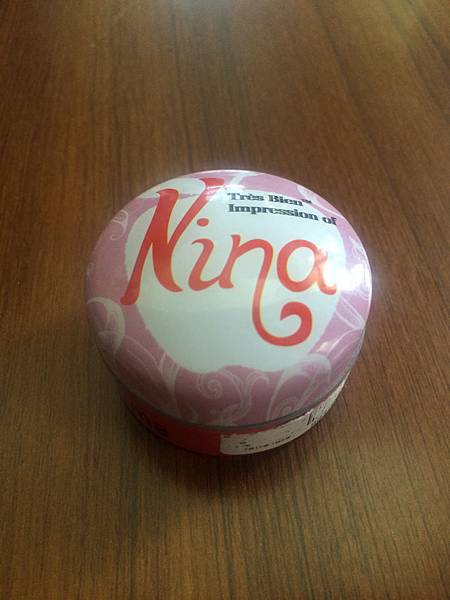 Très Bien™
Impression of
Nina